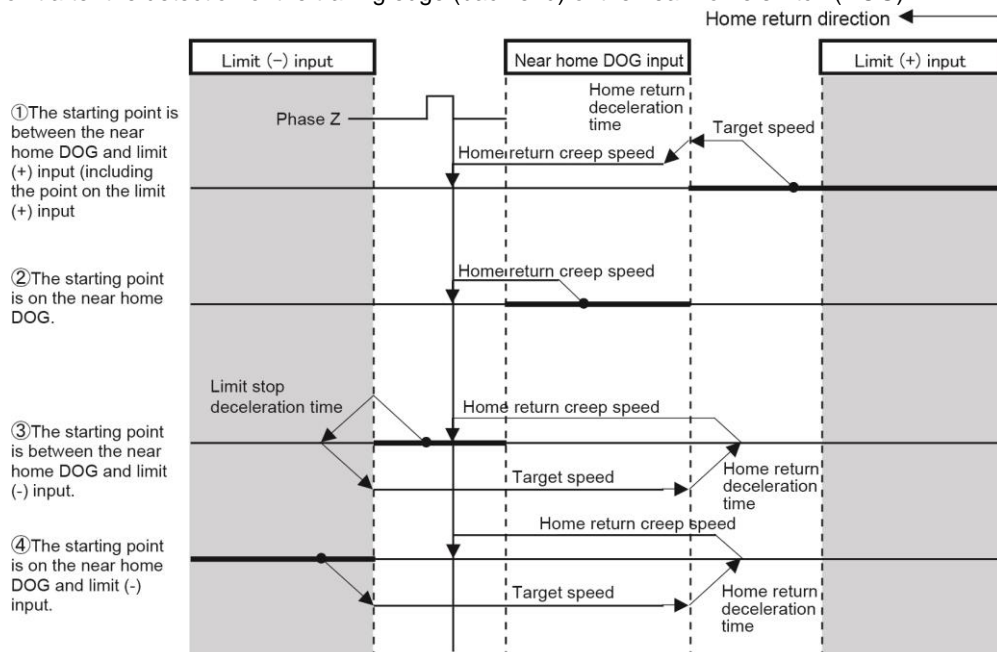 Home return direction
Limit (−) input
Near home DOG input
Limit (+) input
①The starting point is
between the near
home DOG and limit
(+) input (including
the point on the limit
(+) input
Phase Z
Home return
deceleration
time
Target speed
Home return creep speed
②The starting point
is on the near home
DOG.
Home return creep speed
Limit stop
deceleration time
Home return creep speed
③The starting point
is between the near
home DOG and limit
(-) input.
Target speed
Home return
deceleration
time
Home return creep speed
④The starting point
is on the near home
DOG and limit (-)
input.
Target speed
Home return
deceleration
time